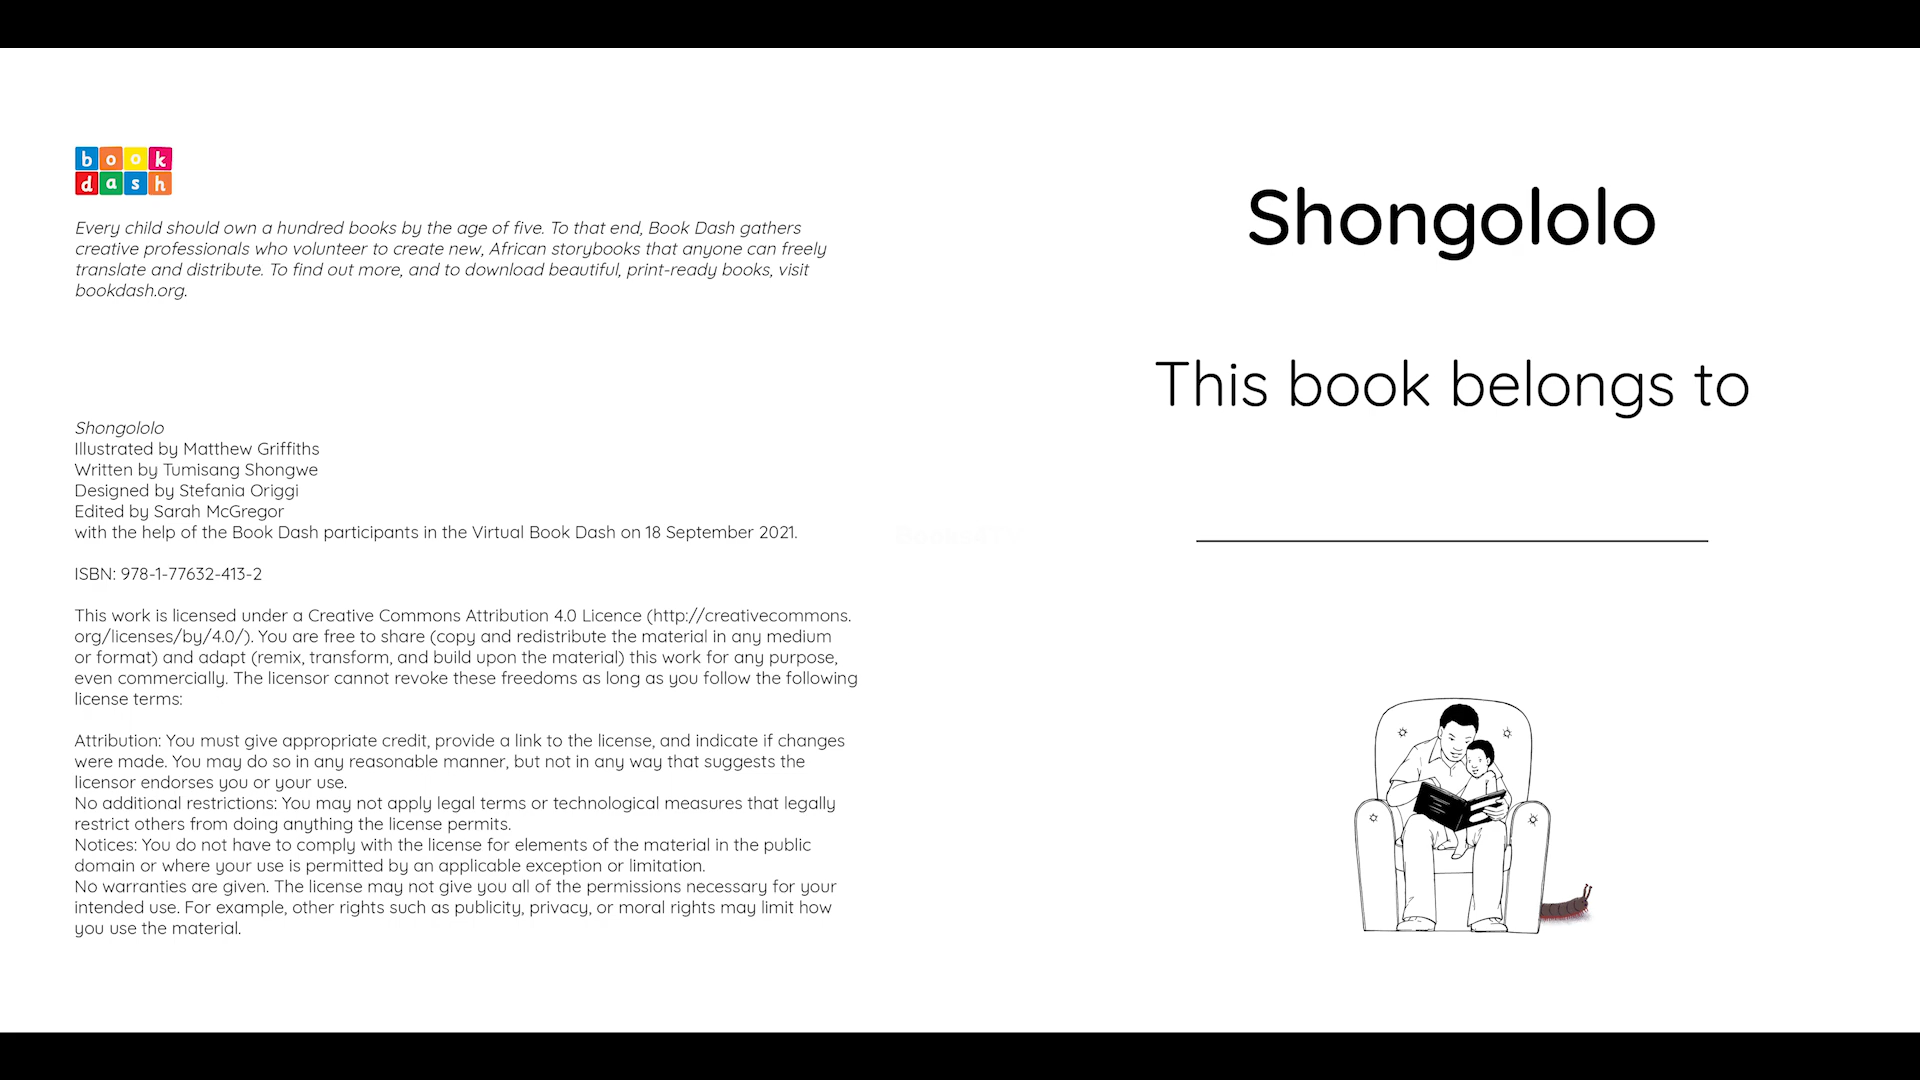 book
dash
Every child should own a hundred books by the age of five. To that end, Book Dash gathers
creative professionals who volunteer to create new, African storybooks that anyone can freely
translate and distribute. To find out more, and to download beautiful, print-ready books, visit
bookdash.org.
Shongololo
Illustrated by Matthew Griffiths
Written by Tumisang Shongwe
Designed by Stefania Origgi
Edited by Sarah McGregor
with the help of the Book Dash participants in the Virtual Book Dash on 18 September 2021.
ISBN: 978-1-77632-413-2
This work is licensed under a Creative Commons Attribution 4.0 Licence (http://creativecommons.
org/licenses/by/4.0/). You are free to share (copy and redistribute the material in any medium
or format) and adapt (remix, transform, and build upon the material) this work for any purpose,
even commercially. The licensor cannot revoke these freedoms as long as you follow the following
license terms:
Attribution: You must give appropriate credit, provide a link to the license, and indicate if changes
were made. You may do so in any reasonable manner, but not in any way that suggests the
licensor endorses you or your use.
No additional restrictions: You may not apply legal terms or technological measures that legally
restrict others from doing anything the license permits.
Notices: You do not have to comply with the license for elements of the material in the public
domain or where your use is permitted by an applicable exception or limitation.
No warranties are given. The license may not give you all of the permissions necessary for your
intended use. For example, other rights such as publicity, privacy, or moral rights may limit how
you use the material.
Shongololo
This book belongs to